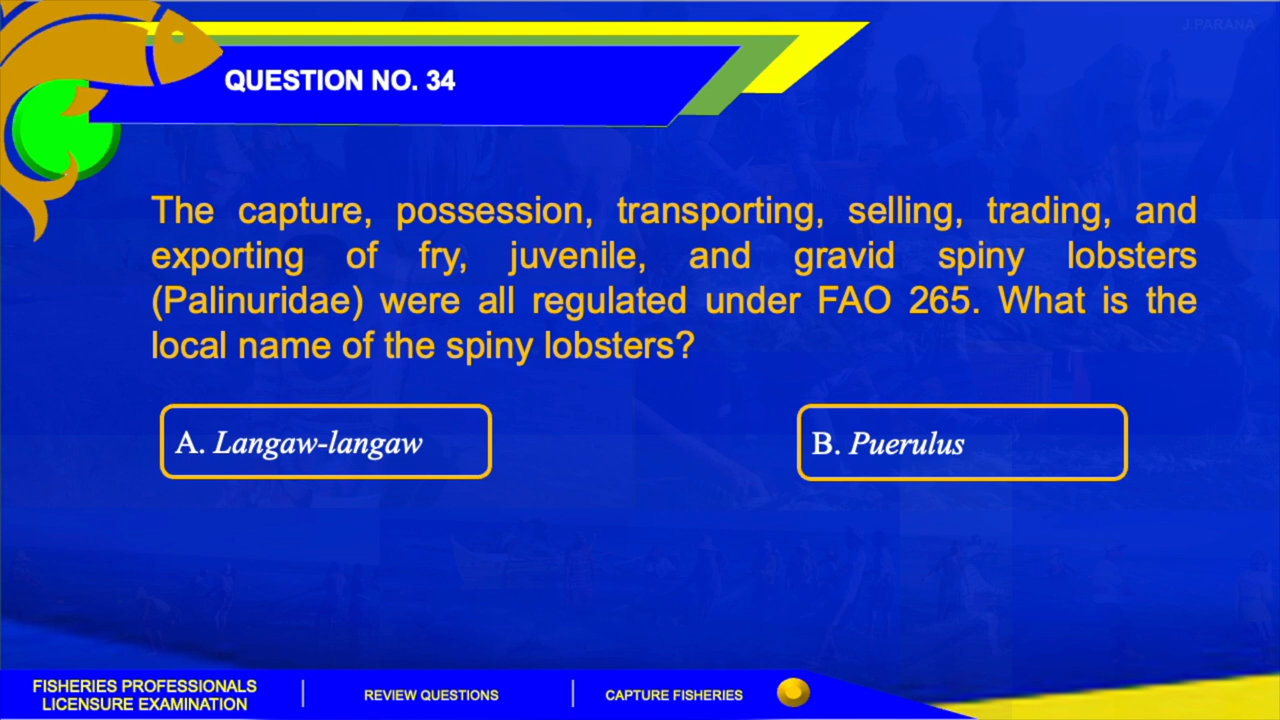 J.PARANA
QUESTION NO. 34
The capture, possession, transporting, selling, trading, and
exporting of fry, juvenile, and gravid spiny lobsters
(Palinuridae) were all regulated under FAO 265. What is the
local name of the spiny lobsters?
A. Langaw-langaw
B. Puerulus
FISHERIES PROFESSIONALS
LICENSURE EXAMINATION
REVIEW QUESTIONS
CAPTURE FISHERIES